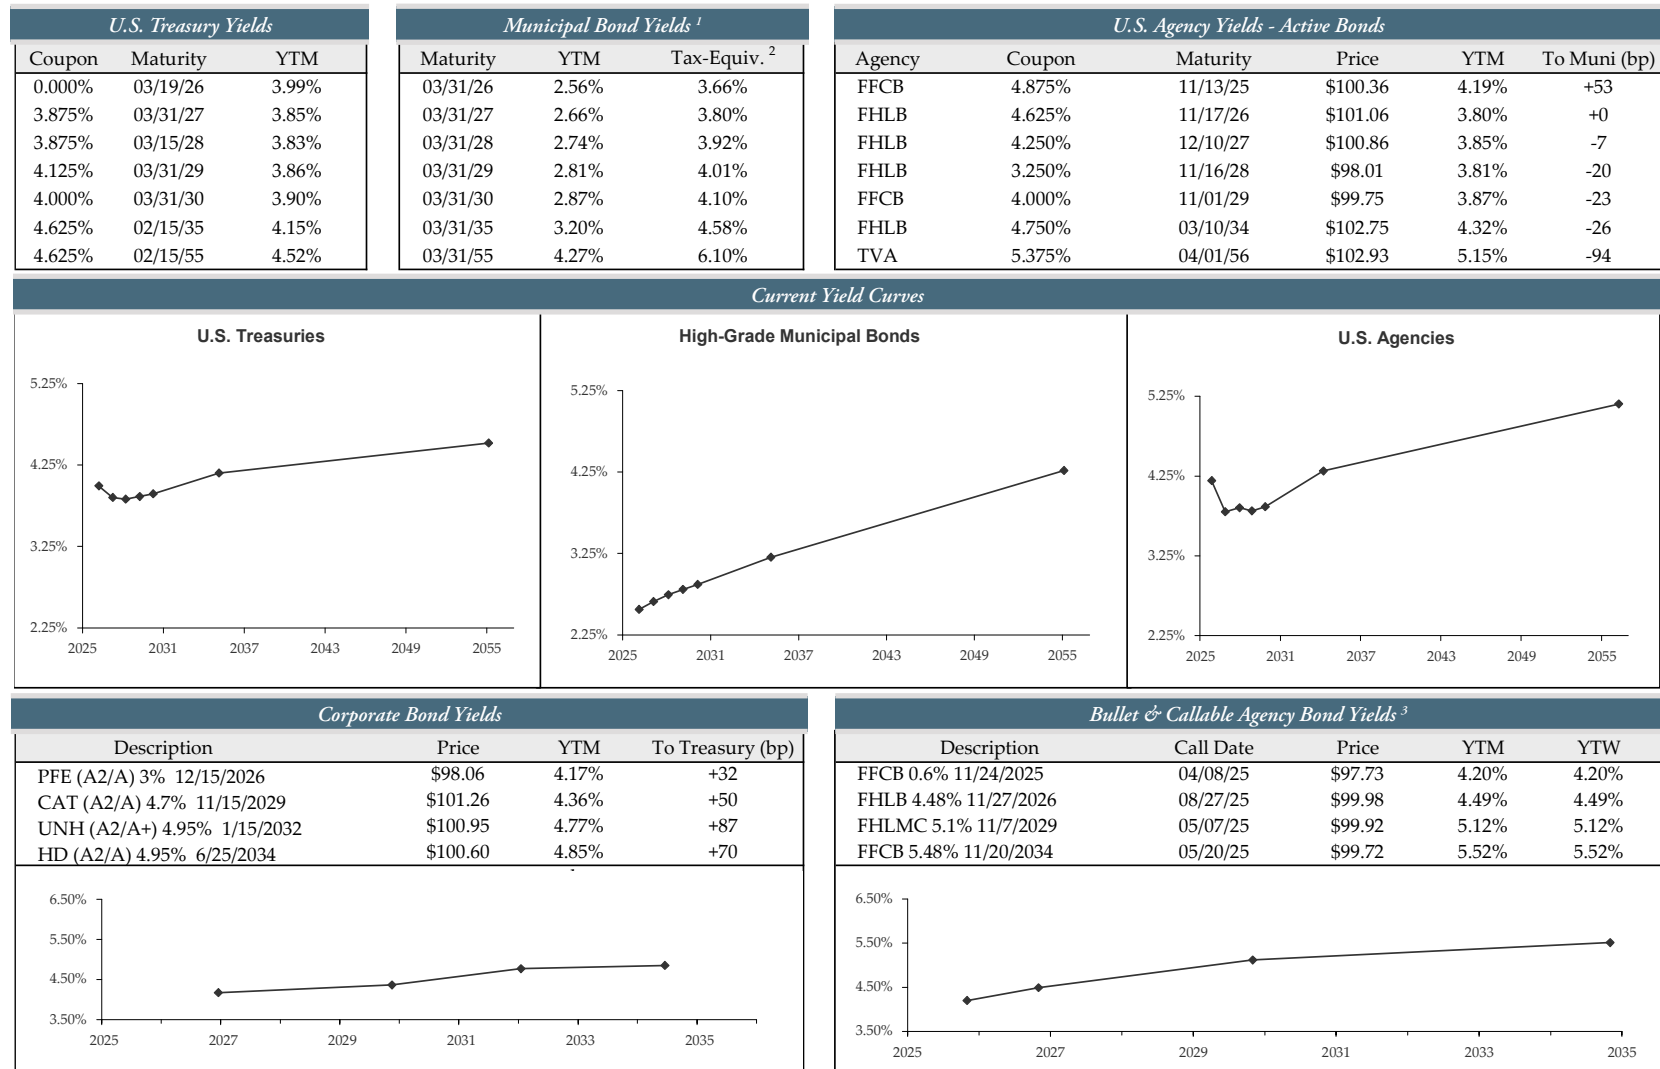 U.S. Treasury Yields
Coupon Maturity YTM
0.000% 03/19/26 3.99%
3.875% 03/31/27 3.85%
3.875% 03/15/28 3.83%
4.125% 03/31/29 3.86%
4.000% 03/31/30 3.90%
4.625% 02/15/35 4.15%
4.625% 02/15/55 4.52%
Municipal Bond Yields 1
Maturity YTM Tax-Equiv. 2
03/31/26 2.56% 3.66%
03/31/27 2.66% 3.80%
03/31/28 2.74% 3.92%
03/31/29 2.81% 4.01%
03/31/30 2.87% 4.10%
03/31/35 3.20% 4.58%
03/31/55 4.27% 6.10%
U.S. Agency Yields - Active Bonds
Agency Coupon Maturity Price YTM To Muni (bp)
FFCB 4.875% 11/13/25 $100.36 4.19% +53
FHLB 4.625% 11/17/26 $101.06 3.80% +0
FHLB 4.250% 12/10/27 $100.86 3.85% -7
FHLB 3.250% 11/16/28 $98.01 3.81% -20
FFCB 4.000% 11/01/29 $99.75 3.87% -23
FHLB 4.750% 03/10/34 $102.75 4.32% -26
TVA 5.375% 04/01/56 $102.93 5.15% -94
Current Yield Curves
U.S. Treasuries
5.25%
4.25%
3.25%
2.25%
2025 2031 2037 2043 2049 2055
High-Grade Municipal Bonds
5.25%
4.25%
3.25%
2.25%
2025 2031 2037 2043 2049 2055
U.S. Agencies
5.25%
4.25%
3.25%
2.25%
2025 2031 2037 2043 2049 2055
Corporate Bond Yields
Description Price YTM To Treasury (bp)
PFE (A2/A) 3% 12/15/2026 $98.06 4.17% +32
CAT (A2/A) 4.7% 11/15/2029 $101.26 4.36% +50
UNH (A2/A+) 4.95% 1/15/2032 $100.95 4.77% +87
HD (A2/A) 4.95% 6/25/2034 $100.60 4.85% +70
6.50%
5.50%
4.50%
3.50%
2025 2027 2029 2031 2033 2035
Bullet & Callable Agency Bond Yields 3
Description Call Date Price YTM YTW
FFCB 0.6% 11/24/2025 04/08/25 $97.73 4.20% 4.20%
FHLB 4.48% 11/27/2026 08/27/25 $99.98 4.49% 4.49%
FHLMC 5.1% 11/7/2029 05/07/25 $99.92 5.12% 5.12%
FFCB 5.48% 11/20/2034 05/20/25 $99.72 5.52% 5.52%
6.50%
5.50%
4.50%
3.50%
2025 2027 2029 2031 2033 2035